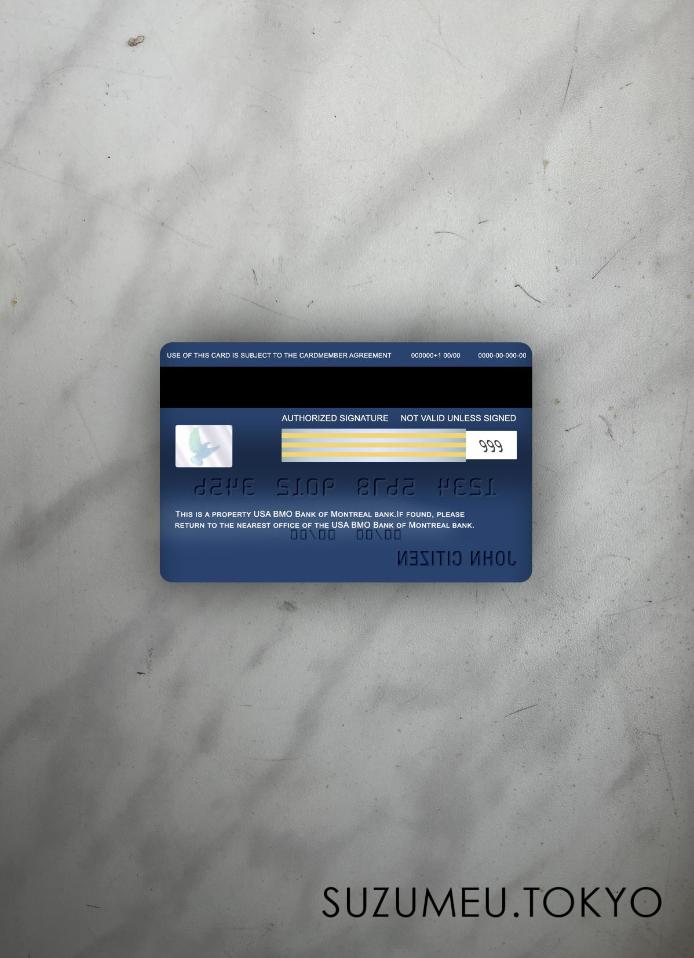 USE OF THIS CARD IS SUBJECT TO THE CARDMEMBER AGREEMENT 000000+1 00/00 0000-00-000-00
AUTHORIZED SIGNATURE NOT VALID UNLESS SIGNED
999
1234 5678 9012 3456
THIS IS A PROPERTY USA BMO BANK OF MONTREAL BANK.IF FOUND, PLEASE
RETURN TO THE NEAREST OFFICE OF THE USA BMO BANK OF MONTREAL BANK.
00/00 00/00
JOHN CITIZEN
SUZUMEU.TOKYO